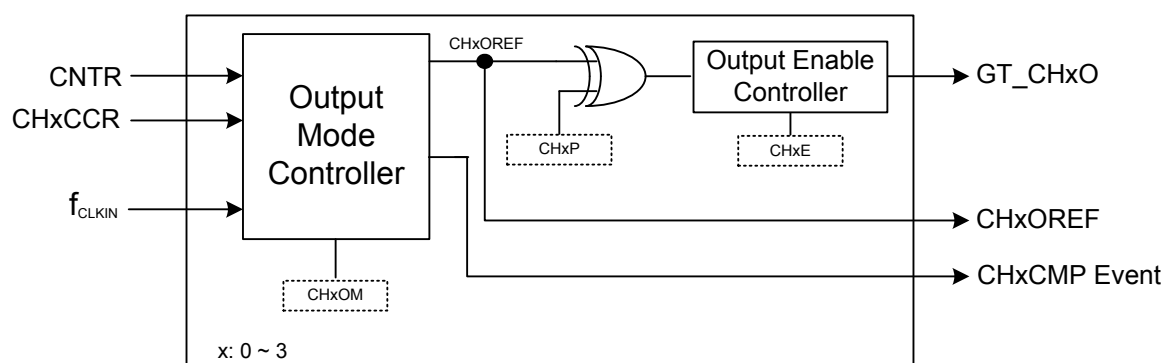 CNTR
CHxCCR
fCLKIN
Output
Mode
Controller
CHxOM
CHxOREF
CHxP
Output Enable
Controller
CHxE
GT_CHxO
CHxOREF
CHxCMP Event
x: 0 ~ 3